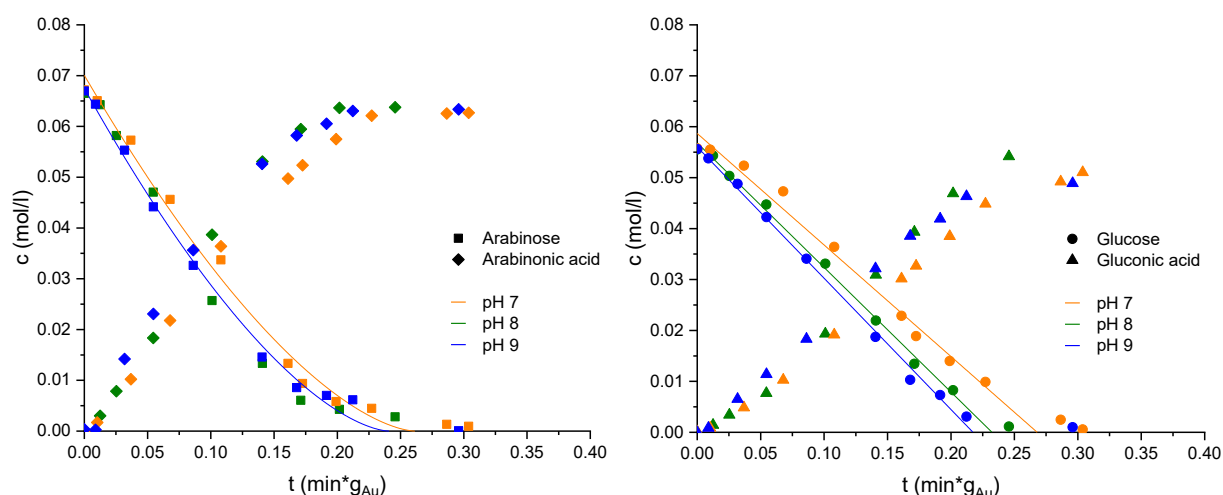 0.08
0.07
0.06
0.05
0.04
0.03
0.02
0.01
0.00
c (mol/l)
0.00 0.05 0.10 0.15 0.20 0.25 0.30 0.35 0.40
t (min*gAu)
Arabinose
Arabinonic acid
pH 7
pH 8
pH 9
0.08
0.07
0.06
0.05
0.04
0.03
0.02
0.01
0.00
c (mol/l)
0.00 0.05 0.10 0.15 0.20 0.25 0.30 0.35 0.40
t (min*gAu)
Glucose
Gluconic acid
pH 7
pH 8
pH 9